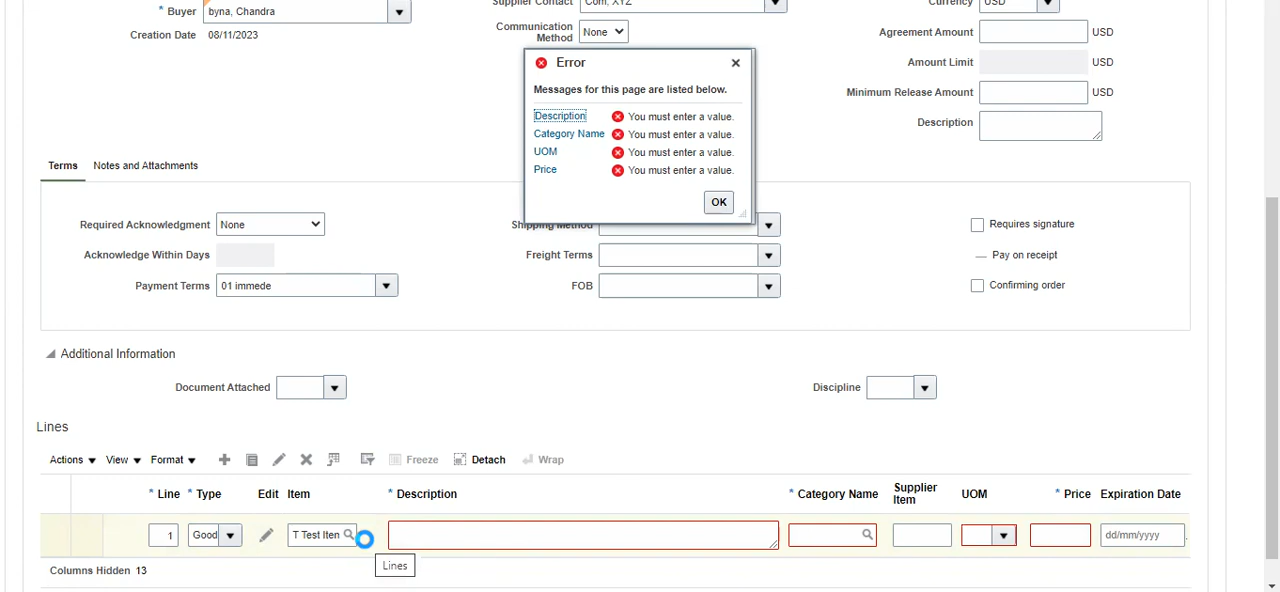 * Buyer byna, Chandra
Creation Date 08/11/2023
Supplier Contact Com, XYZ
Communication Method None
Currency USD
Agreement Amount USD
Amount Limit USD
Minimum Release Amount USD
Description
Error
Messages for this page are listed below.
Description You must enter a value.
Category Name You must enter a value.
UOM You must enter a value.
Price You must enter a value.
OK
Terms Notes and Attachments
Required Acknowledgment None
Acknowledge Within Days
Payment Terms 01 immede
Shipping Method
Freight Terms
FOB
Requires signature
Pay on receipt
Confirming order
Additional Information
Document Attached Discipline
Lines
Actions View Format Freeze Detach Wrap
* Line * Type Edit Item * Description * Category Name Supplier Item UOM * Price Expiration Date
1 Good T Test Iten dd/mm/yyyy
Lines
Columns Hidden 13